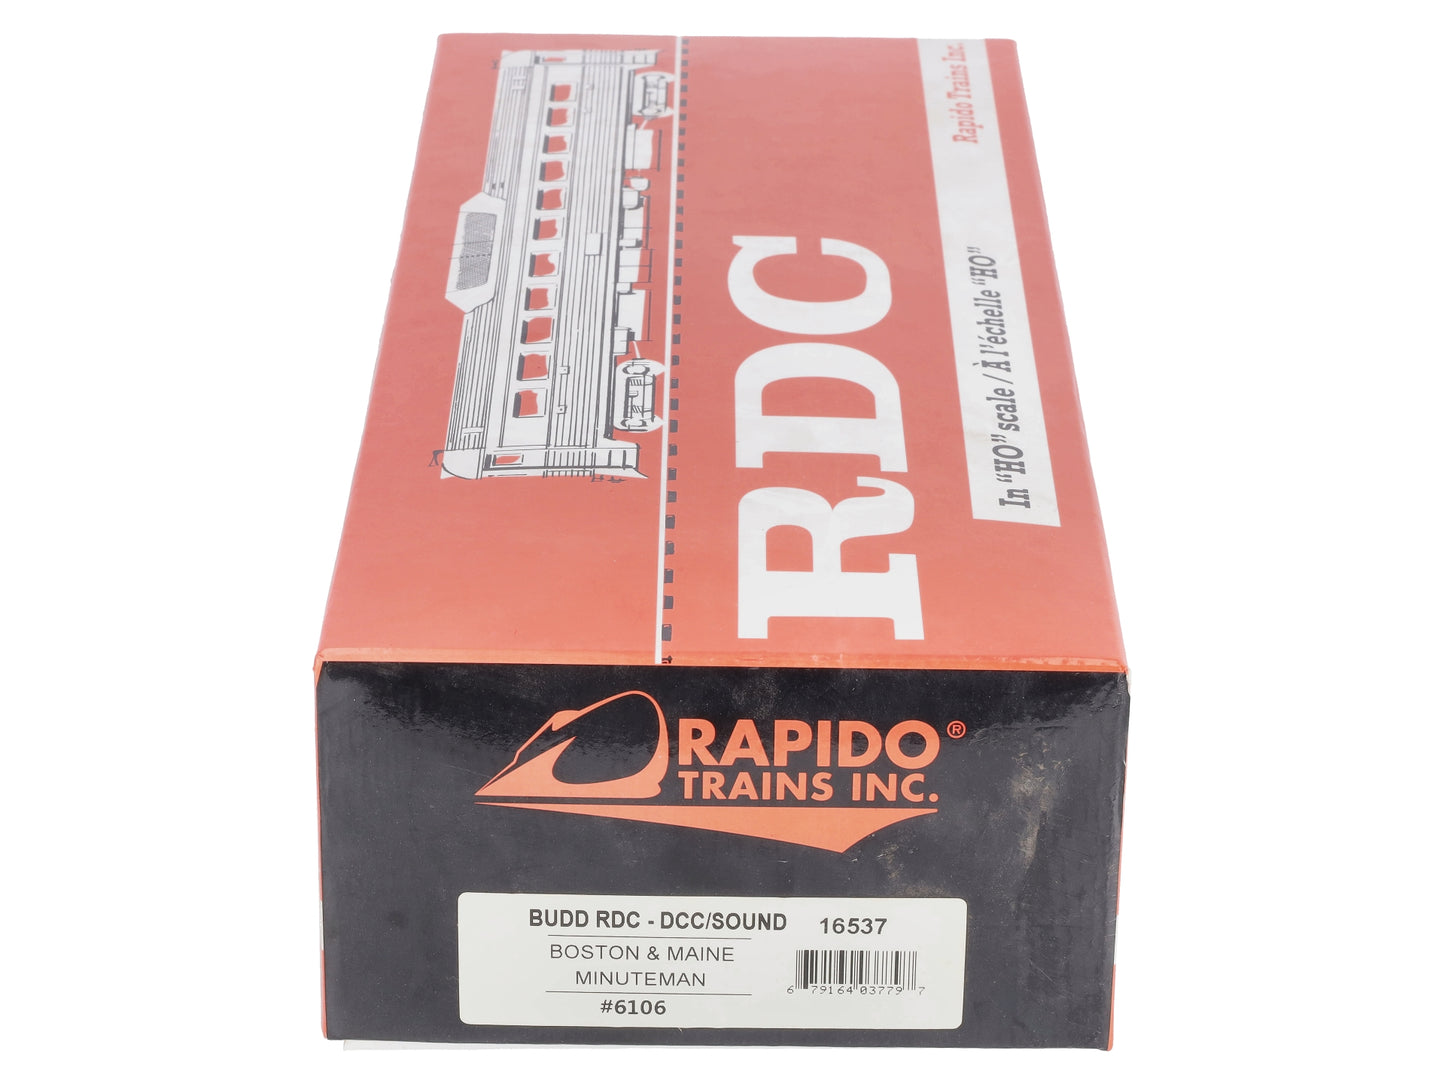 Rapido Trains Inc.
RDC
In "HO" scale / À l'échelle "HO"
RAPIDO®
TRAINS INC.
BUDD RDC - DCC/SOUND 16537
BOSTON & MAINE
MINUTEMAN
#6106
6 79164 03779 7